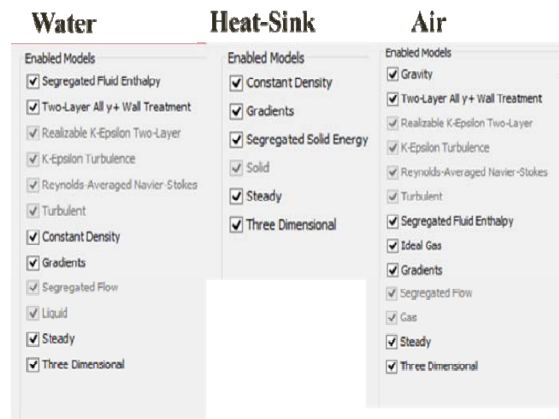 Water
Enabled Models
Segregated Fluid Enthalpy
Two-Layer All y+ Wall Treatment
Realizable K-Epsilon Two-Layer
K-Epsilon Turbulence
Reynolds-Averaged Navier-Stokes
Turbulent
Constant Density
Gradients
Segregated Flow
Liquid
Steady
Three Dimensional
Heat-Sink
Enabled Models
Constant Density
Gradients
Segregated Solid Energy
Solid
Steady
Three Dimensional
Air
Enabled Models
Gravity
Two-Layer All y+ Wall Treatment
Realizable K-Epsilon Two-Layer
K-Epsilon Turbulence
Reynolds-Averaged Navier-Stokes
Turbulent
Segregated Fluid Enthalpy
Ideal Gas
Gradients
Segregated Flow
Gas
Steady
Three Dimensional